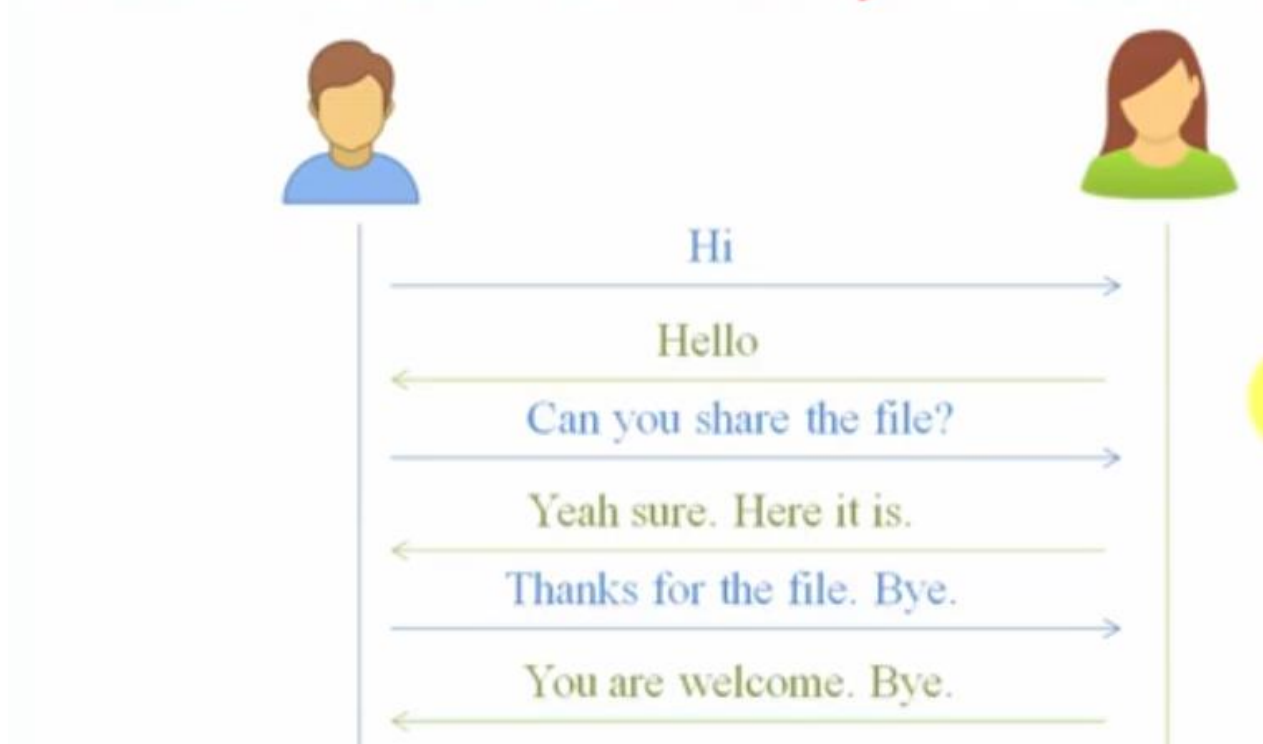 Hi
Hello
Can you share the file?
Yeah sure. Here it is.
Thanks for the file. Bye.
You are welcome. Bye.